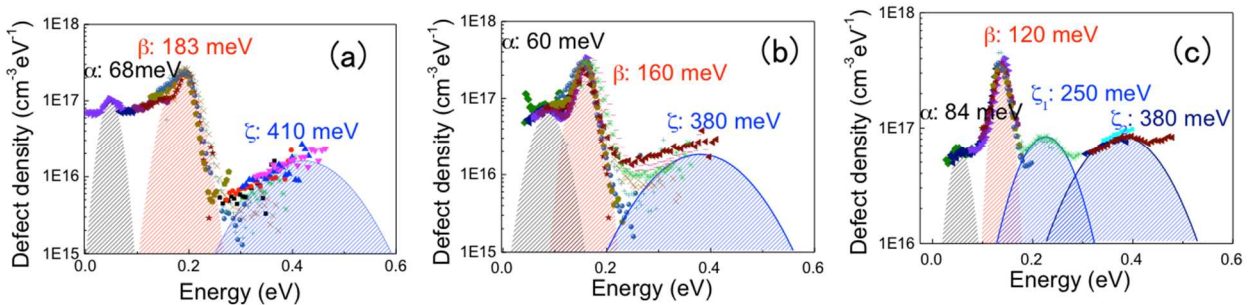 Defect density (cm⁻³eV⁻¹)
1E18
1E17
1E16
1E15
α: 68meV
β: 183 meV
(a)
ζ: 410 meV
0.0 0.2 0.4 0.6
Energy (eV)
Defect density (cm⁻³eV⁻¹)
1E18
1E17
1E16
1E15
α: 60 meV
(b)
β: 160 meV
ζ: 380 meV
0.0 0.2 0.4 0.6
Energy (eV)
Defect density (cm⁻³eV⁻¹)
1E18
1E17
1E16
β: 120 meV
(c)
ζ₁: 250 meV
α: 84 meV
ζ: 380 meV
0.0 0.2 0.4 0.6
Energy (eV)